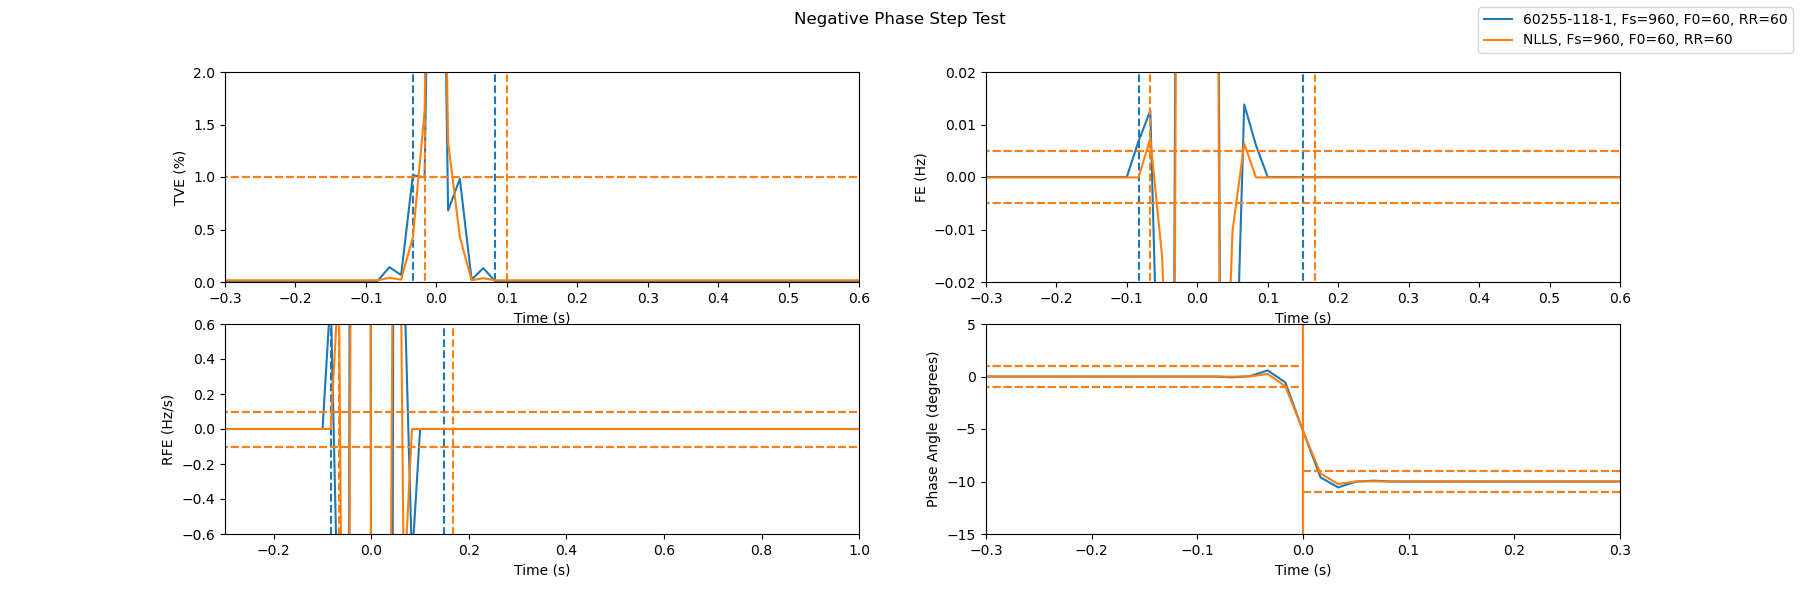 Negative Phase Step Test
60255-118-1, Fs=960, F0=60, RR=60
NLLS, Fs=960, F0=60, RR=60
TVE (%)
2.0
1.5
1.0
0.5
0.0
−0.3 −0.2 −0.1 0.0 0.1 0.2 0.3 0.4 0.5 0.6
Time (s)
FE (Hz)
0.02
0.01
0.00
−0.01
−0.02
−0.3 −0.2 −0.1 0.0 0.1 0.2 0.3 0.4 0.5 0.6
Time (s)
RFE (Hz/s)
0.6
0.4
0.2
0.0
−0.2
−0.4
−0.6
−0.2 0.0 0.2 0.4 0.6 0.8 1.0
Time (s)
Phase Angle (degrees)
5
0
−5
−10
−15
−0.3 −0.2 −0.1 0.0 0.1 0.2 0.3
Time (s)